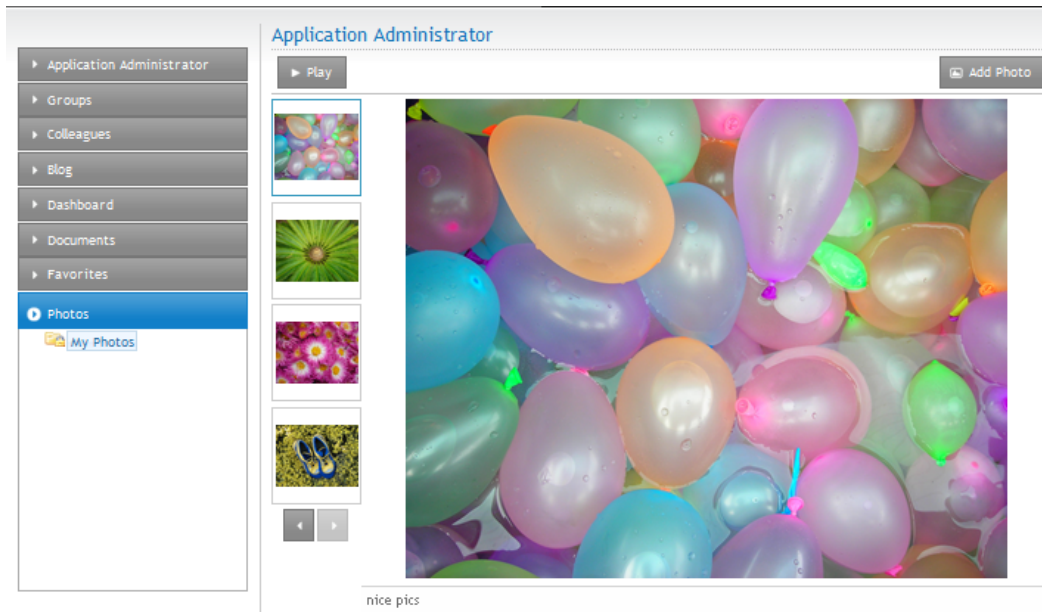 Application Administrator
Application Administrator
Groups
Colleagues
Blog
Dashboard
Documents
Favorites
Photos
My Photos
Play
Add Photo
nice pics